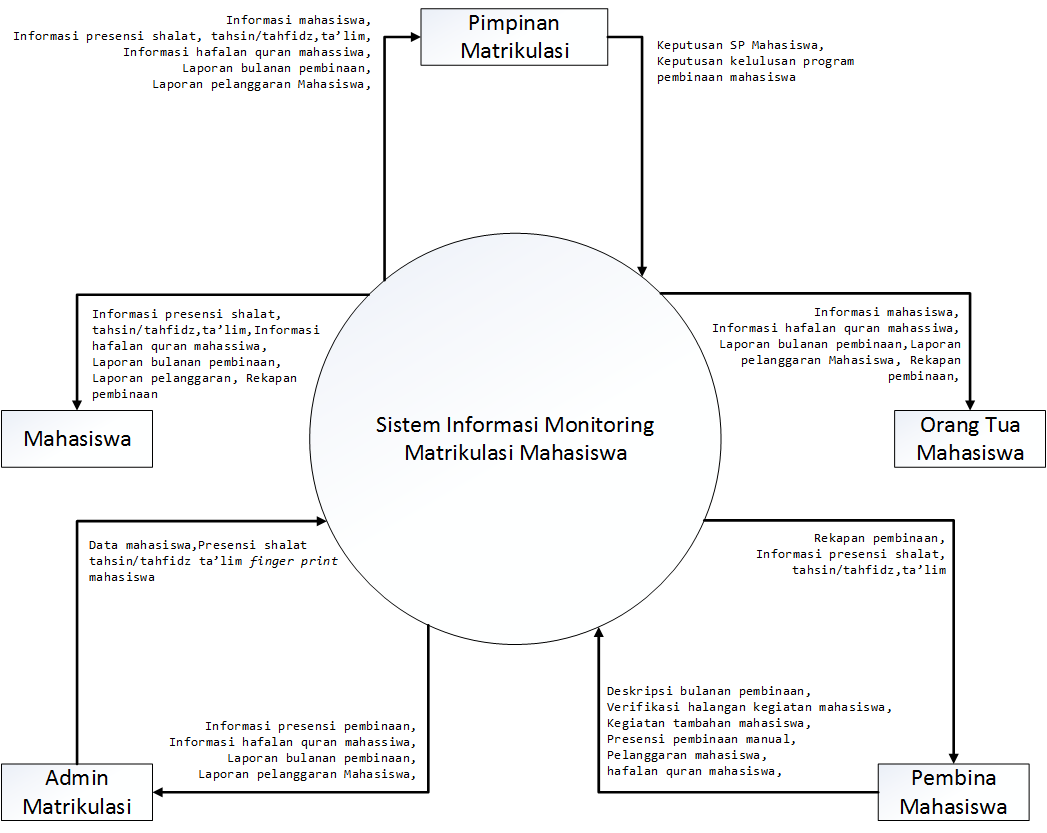 Informasi mahasiswa,
Informasi presensi shalat, tahsin/tahfidz,ta’lim,
Informasi hafalan quran mahassiwa,
Laporan bulanan pembinaan,
Laporan pelanggaran Mahasiswa,
Pimpinan
Matrikulasi
Keputusan SP Mahasiswa,
Keputusan kelulusan program
pembinaan mahasiswa
Informasi presensi shalat,
tahsin/tahfidz,ta’lim,Informasi
hafalan quran mahassiwa,
Laporan bulanan pembinaan,
Laporan pelanggaran, Rekapan
pembinaan
Informasi mahasiswa,
Informasi hafalan quran mahassiwa,
Laporan bulanan pembinaan,Laporan
pelanggaran Mahasiswa, Rekapan
pembinaan,
Mahasiswa
Sistem Informasi Monitoring
Matrikulasi Mahasiswa
Orang Tua
Mahasiswa
Data mahasiswa,Presensi shalat
tahsin/tahfidz ta’lim finger print
mahasiswa
Rekapan pembinaan,
Informasi presensi shalat,
tahsin/tahfidz,ta’lim
Informasi presensi pembinaan,
Informasi hafalan quran mahassiwa,
Laporan bulanan pembinaan,
Laporan pelanggaran Mahasiswa,
Deskripsi bulanan pembinaan,
Verifikasi halangan kegiatan mahasiswa,
Kegiatan tambahan mahasiswa,
Presensi pembinaan manual,
Pelanggaran mahasiswa,
hafalan quran mahasiswa,
Admin
Matrikulasi
Pembina
Mahasiswa